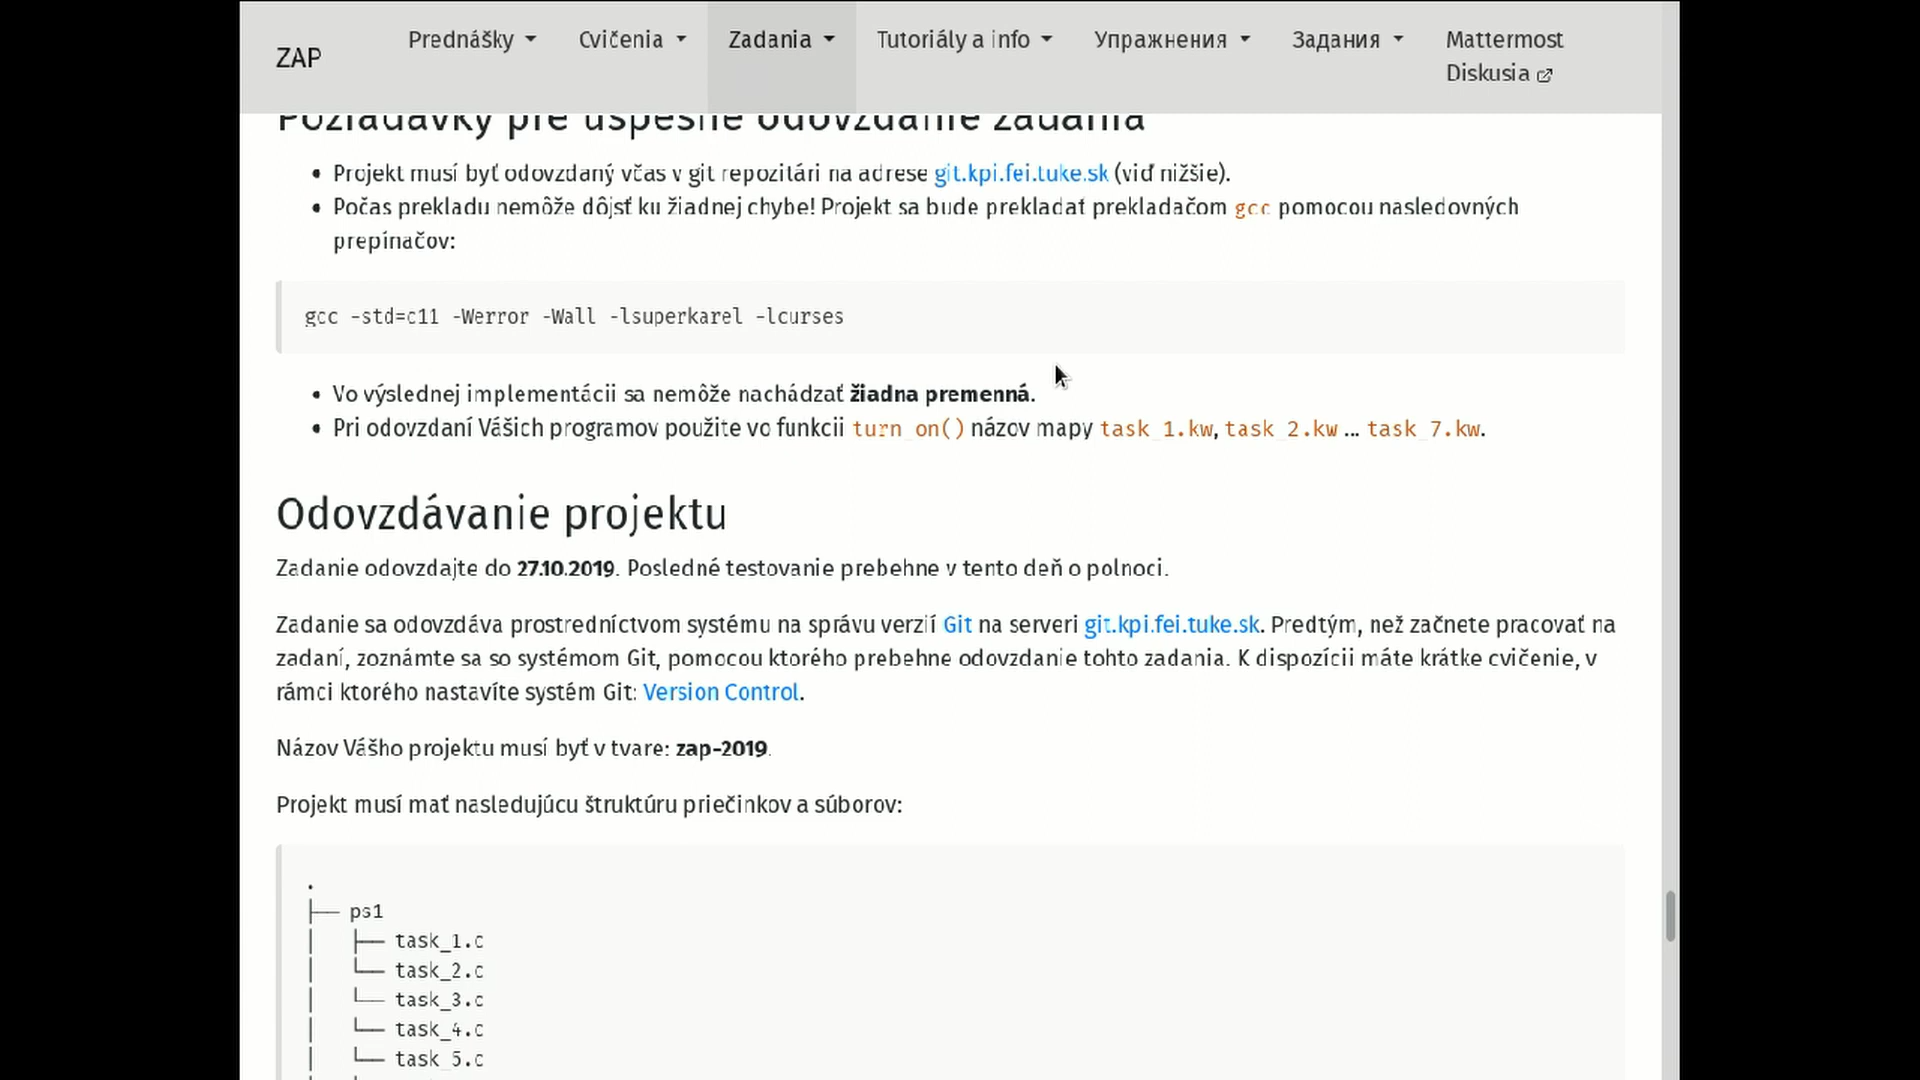 ZAP
Prednášky
Cvičenia
Zadania
Tutoriály a info
Упражнения
Задания
Mattermost
Diskusia
Požiadavky pre úspešné odovzdanie zadania
• Projekt musí byť odovzdaný včas v git repozitári na adrese git.kpi.fei.tuke.sk (viď nižšie).
• Počas prekladu nemôže dôjsť ku žiadnej chybe! Projekt sa bude prekladať prekladačom gcc pomocou nasledovných
prepínačov:
gcc -std=c11 -Werror -Wall -lsuperkarel -lcurses
• Vo výslednej implementácii sa nemôže nachádzať žiadna premenná.
• Pri odovzdaní Vášich programov použite vo funkcii turn_on() názov mapy task_1.kw, task_2.kw ... task_7.kw.
Odovzdávanie projektu
Zadanie odovzdajte do 27.10.2019. Posledné testovanie prebehne v tento deň o polnoci.
Zadanie sa odovzdáva prostredníctvom systému na správu verzií Git na serveri git.kpi.fei.tuke.sk. Predtým, než začnete pracovať na
zadaní, zoznámte sa so systémom Git, pomocou ktorého prebehne odovzdanie tohto zadania. K dispozícii máte krátke cvičenie, v
rámci ktorého nastavíte systém Git: Version Control.
Názov Vášho projektu musí byť v tvare: zap-2019.
Projekt musí mať nasledujúcu štruktúru priečinkov a súborov:
.
├── ps1
│   ├── task_1.c
│   └── task_2.c
│   └── task_3.c
│   └── task_4.c
│   └── task_5.c